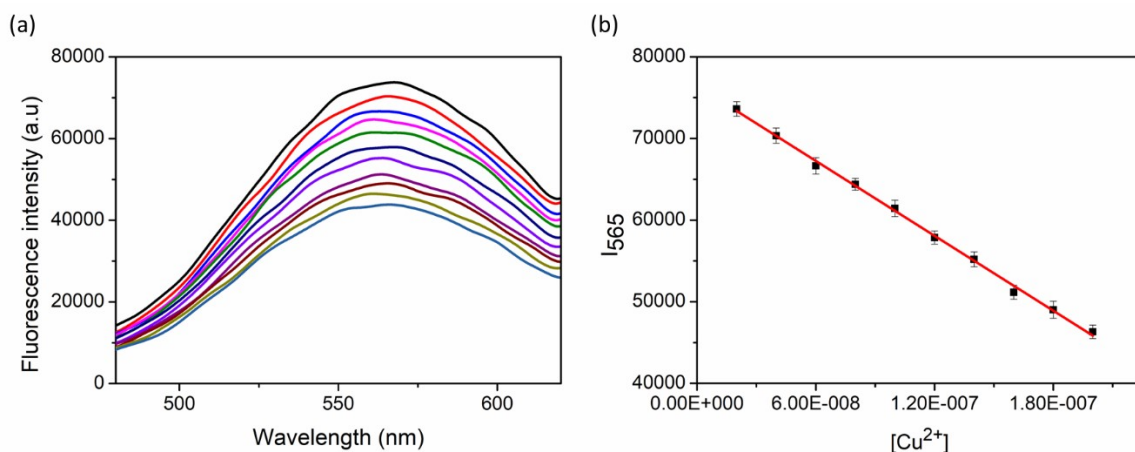 (a)
80000
60000
40000
20000
0
Fluorescence intensity (a.u)
500
550
600
Wavelength (nm)
(b)
80000
70000
60000
50000
40000
I565
0.00E+000
6.00E-008
1.20E-007
1.80E-007
[Cu2+]